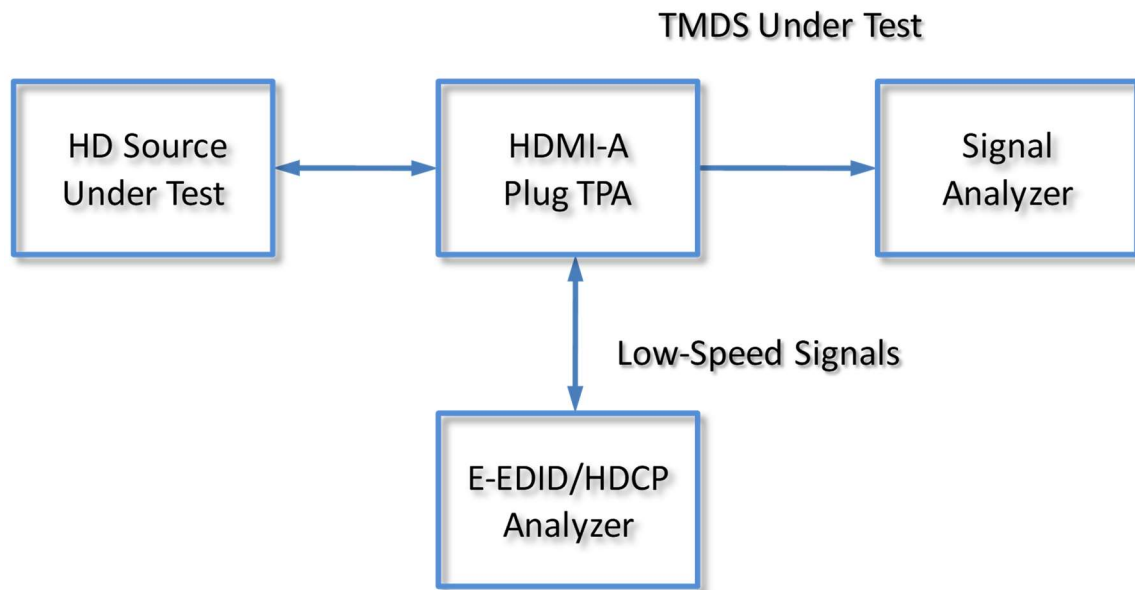 TMDS Under Test
HD Source
Under Test
HDMI-A
Plug TPA
Signal
Analyzer
Low-Speed Signals
E-EDID/HDCP
Analyzer